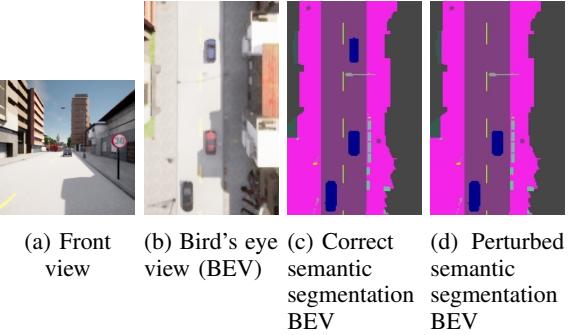 30
(a) Front
view
(b) Bird's eye
view (BEV)
(c) Correct
semantic
segmentation
BEV
(d) Perturbed
semantic
segmentation
BEV